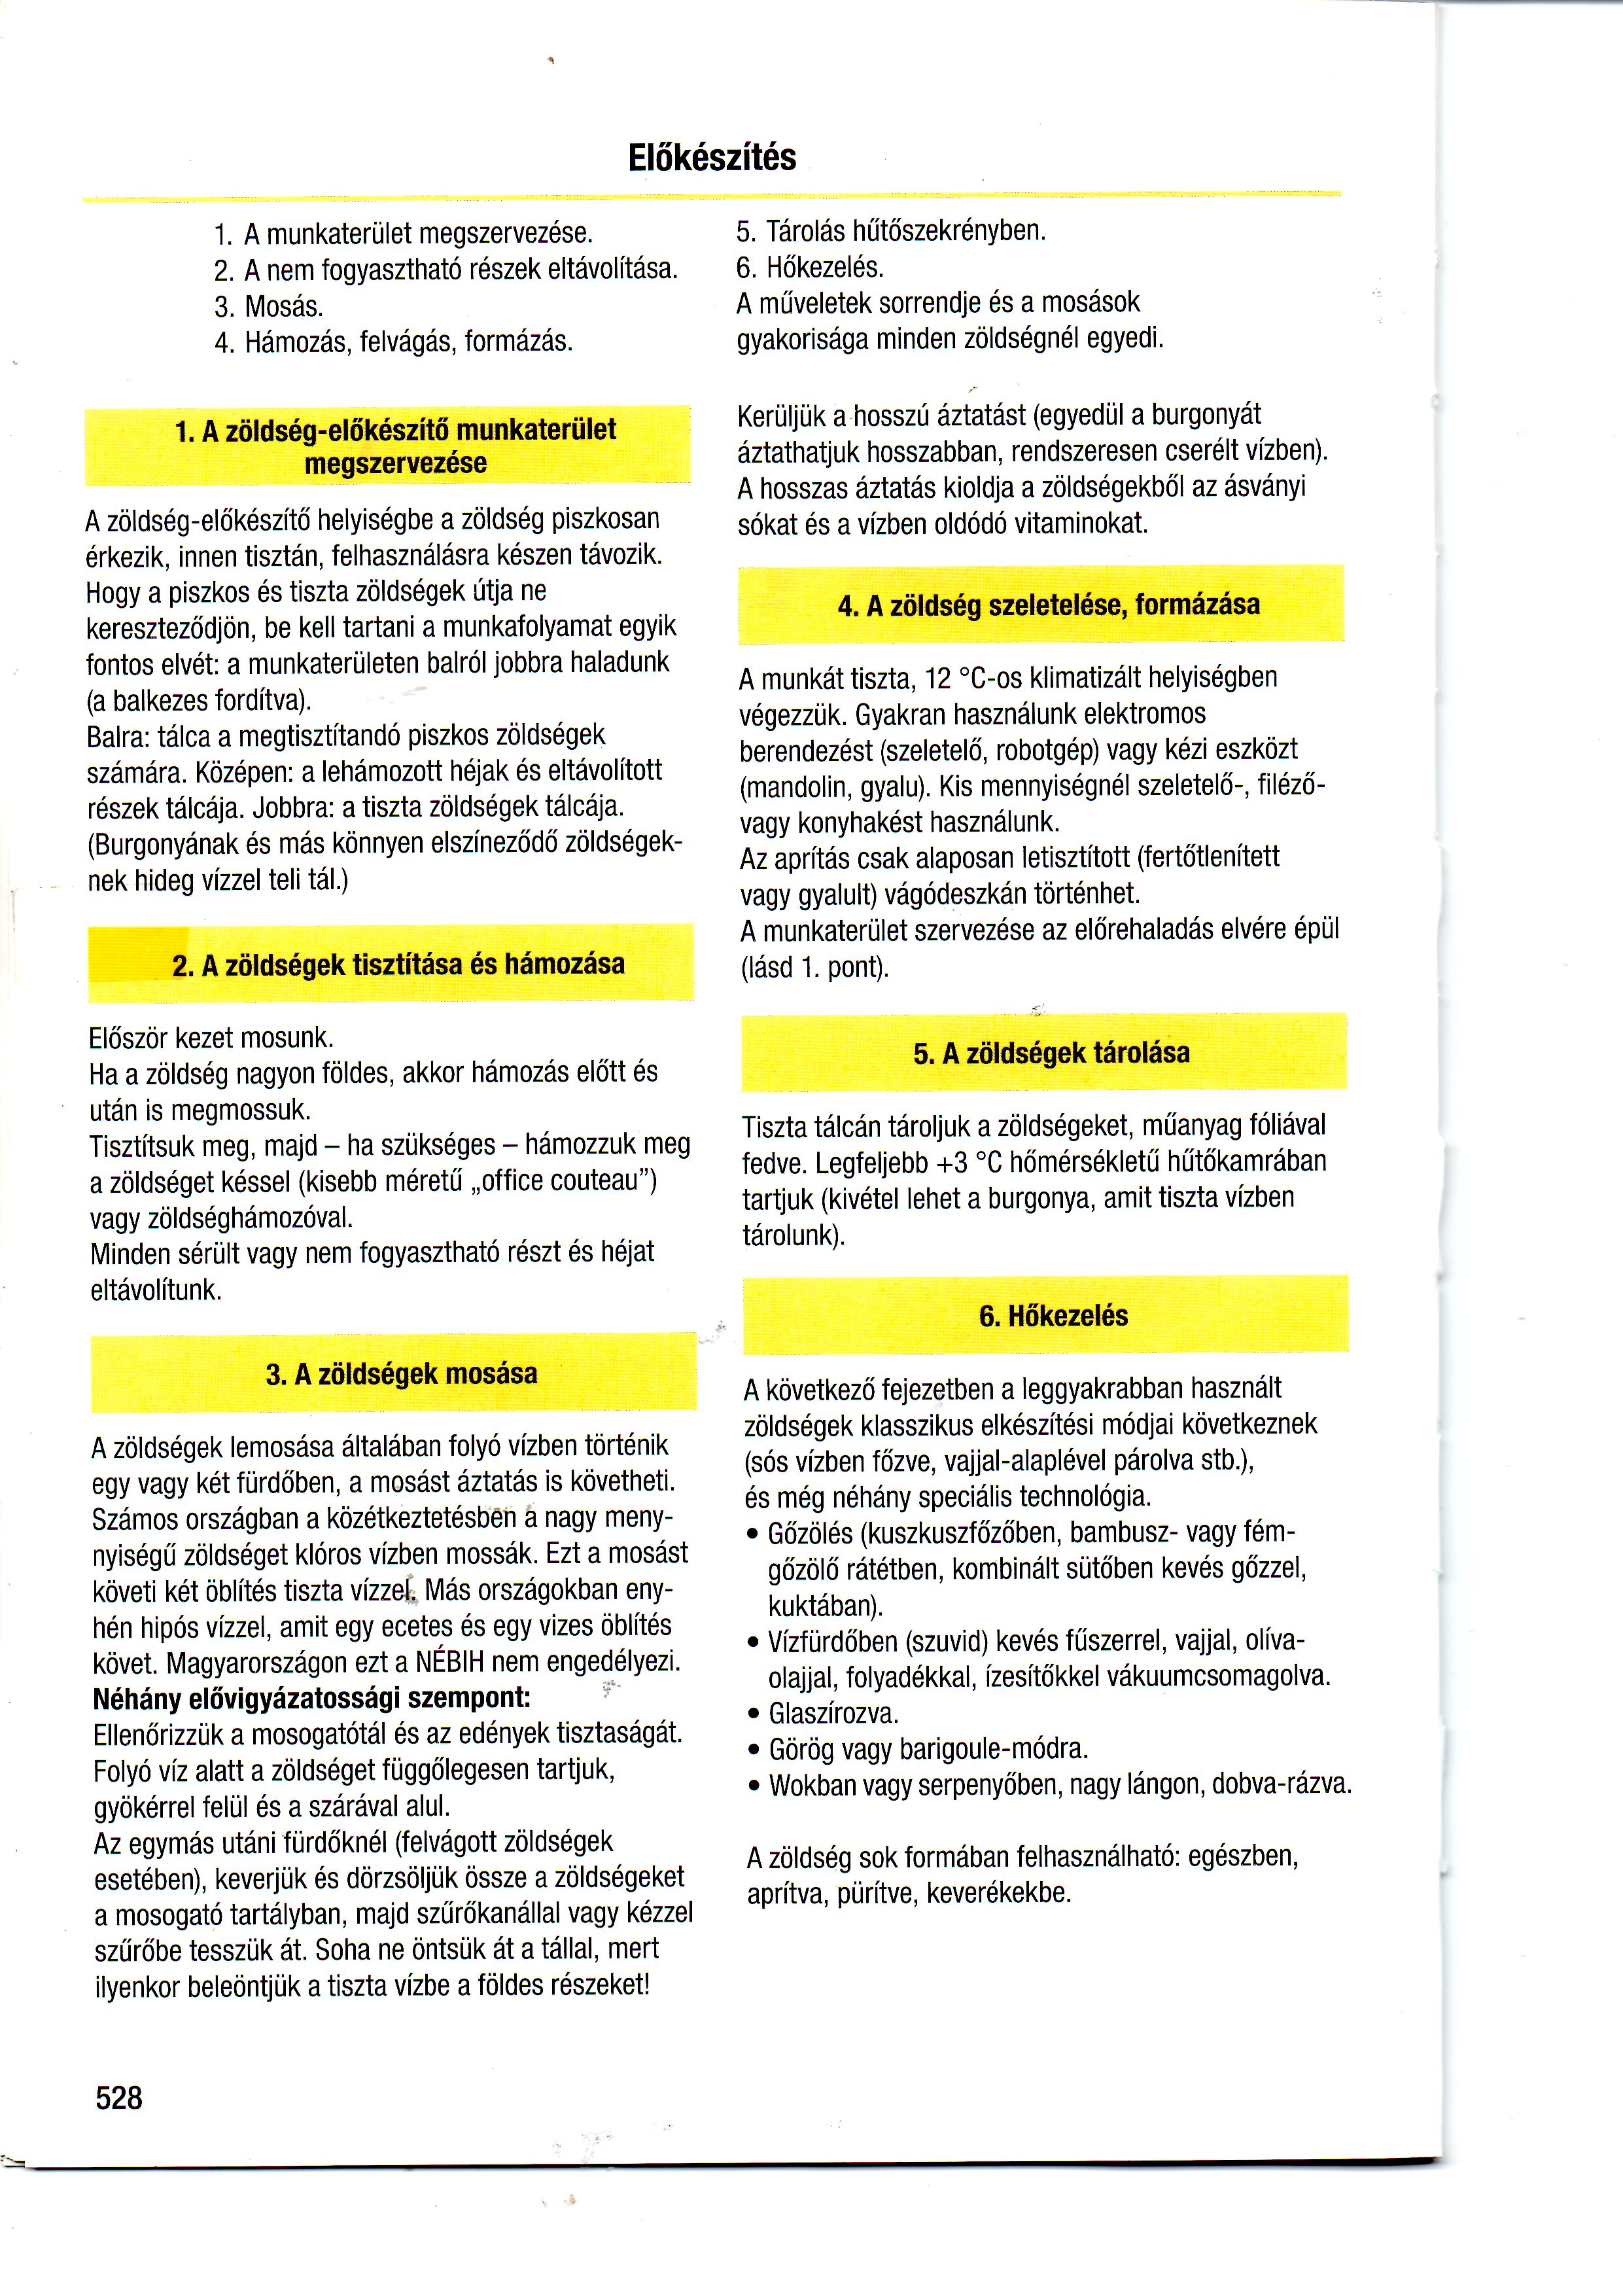 Előkészítés
1. A munkaterület megszervezése.
2. A nem fogyasztható részek eltávolítása.
3. Mosás.
4. Hámozás, felvágás, formázás.
5. Tárolás hűtőszekrényben.
6. Hőkezelés.
A műveletek sorrendje és a mosások
gyakorisága minden zöldségnél egyedi.
1. A zöldség-előkészítő munkaterület
megszervezése
A zöldség-előkészítő helyiségbe a zöldség piszkosan
érkezik, innen tisztán, felhasználásra készen távozik.
Hogy a piszkos és tiszta zöldségek útja ne
kereszteződjön, be kell tartani a munkafolyamat egyik
fontos elvét: a munkaterületen balról jobbra haladunk
(a balkezes fordítva).
Balra: tálca a megtisztítandó piszkos zöldségek
számára. Középen: a lehámozott héjak és eltávolított
részek tálcája. Jobbra: a tiszta zöldségek tálcája.
(Burgonyának és más könnyen elszíneződő zöldségek-
nek hideg vízzel teli tál.)
2. A zöldségek tisztítása és hámozása
Először kezet mosunk.
Ha a zöldség nagyon földes, akkor hámozás előtt és
után is megmossuk.
Tisztítsuk meg, majd – ha szükséges – hámozzuk meg
a zöldséget késsel (kisebb méretű „office couteau”)
vagy zöldséghámozóval.
Minden sérült vagy nem fogyasztható részt és héjat
eltávolítunk.
3. A zöldségek mosása
A zöldségek lemosása általában folyó vízben történik
egy vagy két fürdőben, a mosást áztatás is követheti.
Számos országban a közétkeztetésben a nagy meny-
nyiségű zöldséget klóros vízben mossák. Ezt a mosást
követi két öblítés tiszta vízzel. Más országokban eny-
hén hipós vízzel, amit egy ecetes és egy vizes öblítés
követ. Magyarországon ezt a NÉBIH nem engedélyezi.
Néhány elővigyázatossági szempont:
Ellenőrizzük a mosogatótál és az edények tisztaságát.
Folyó víz alatt a zöldséget függőlegesen tartjuk,
gyökérrel felül és a szárával alul.
Az egymás utáni fürdőknél (felvágott zöldségek
esetében), keverjük és dörzsöljük össze a zöldségeket
a mosogató tartályban, majd szűrőkanállal vagy kézzel
szűrőbe tesszük át. Soha ne öntsük át a tállal, mert
ilyenkor beleöntjük a tiszta vízbe a földes részeket!
Kerüljük a hosszú áztatást (egyedül a burgonyát
áztathatjuk hosszabban, rendszeresen cserélt vízben).
A hosszas áztatás kioldja a zöldségekből az ásványi
sókat és a vízben oldódó vitaminokat.
4. A zöldség szeletelése, formázása
A munkát tiszta, 12 °C-os klimatizált helyiségben
végezzük. Gyakran használunk elektromos
berendezést (szeletelő, robotgép) vagy kézi eszközt
(mandolin, gyalu). Kis mennyiségnél szeletelő-, filéző-
vagy konyhakést használunk.
Az aprítás csak alaposan letisztított (fertőtlenített
vagy gyalult) vágódeszkán történhet.
A munkaterület szervezése az előrehaladás elvére épül
(lásd 1. pont).
5. A zöldségek tárolása
Tiszta tálcán tároljuk a zöldségeket, műanyag fóliával
fedve. Legfeljebb +3 °C hőmérsékletű hűtőkamrában
tartjuk (kivétel lehet a burgonya, amit tiszta vízben
tárolunk).
6. Hőkezelés
A következő fejezetben a leggyakrabban használt
zöldségek klasszikus elkészítési módjai következnek
(sós vízben főzve, vajjal-alaplével párolva stb.),
és még néhány speciális technológia.
• Gőzölés (kuszkuszfőzőben, bambusz- vagy fém-
gőzölő rátétben, kombinált sütőben kevés gőzzel,
kuktában).
• Vízfürdőben (szuvid) kevés fűszerrel, vajjal, olíva-
olajjal, folyadékkal, ízesítőkkel vákuumcsomagolva.
• Glaszírozva.
• Görög vagy barigoule-módra.
• Wokban vagy serpenyőben, nagy lángon, dobva-rázva.
A zöldség sok formában felhasználható: egészben,
aprítva, pürítve, keverékekbe.
528